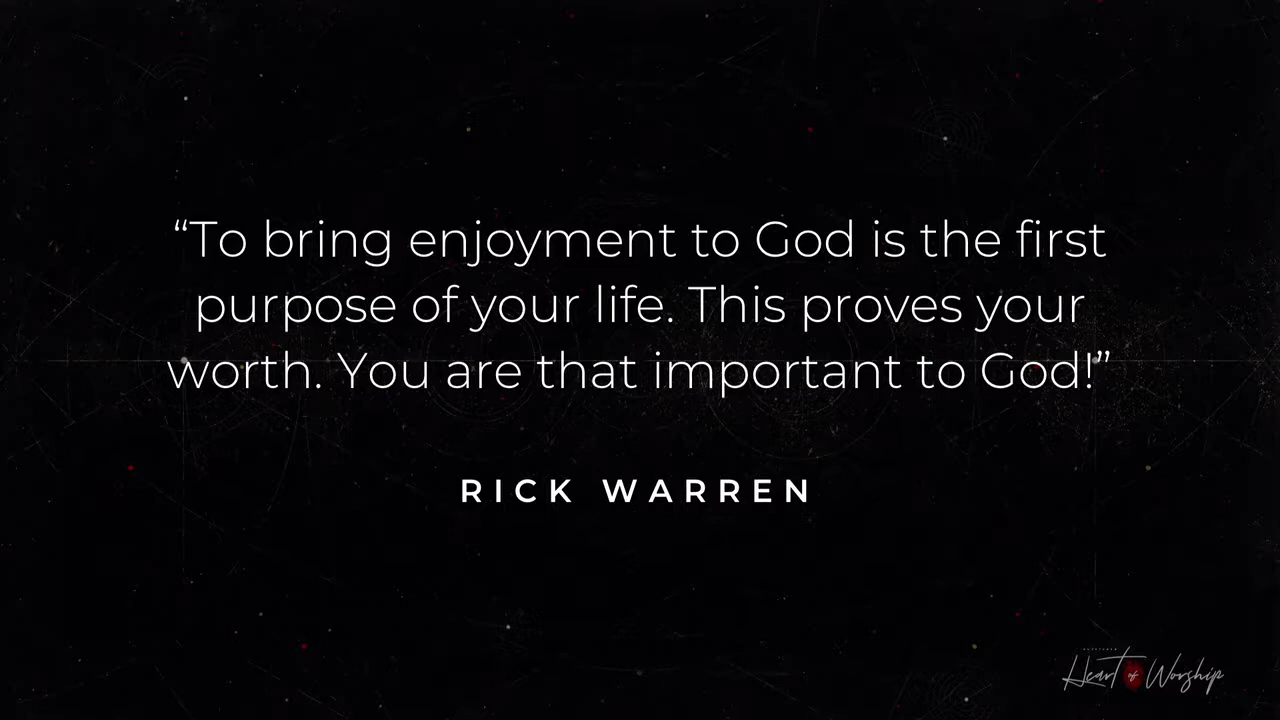 “To bring enjoyment to God is the first
purpose of your life. This proves your
worth. You are that important to God!”
RICK WARREN
Heart of Worship